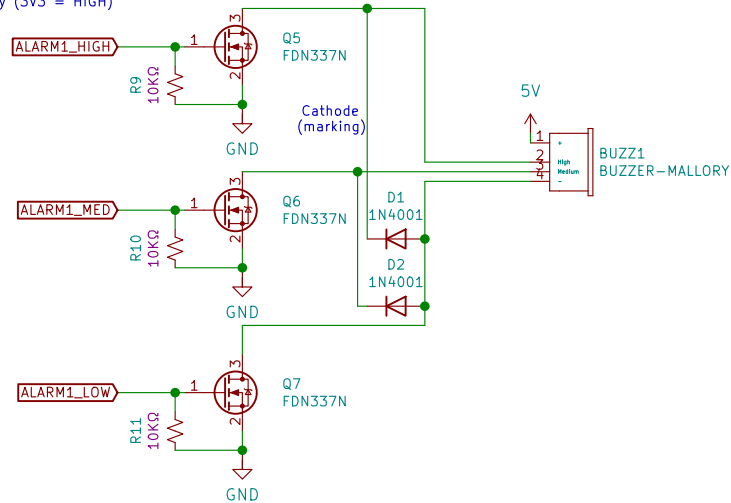 y (3V3 = HIGH)
ALARM1_HIGH
1
3
2
Q5
FDN337N
R9
10KΩ
GND
Cathode
(marking)
5V
1
2
3
4
+
High
Medium
-
BUZZ1
BUZZER-MALLORY
ALARM1_MED
1
3
2
Q6
FDN337N
R10
10KΩ
GND
D1
1N4001
D2
1N4001
ALARM1_LOW
1
3
2
Q7
FDN337N
R11
10KΩ
GND